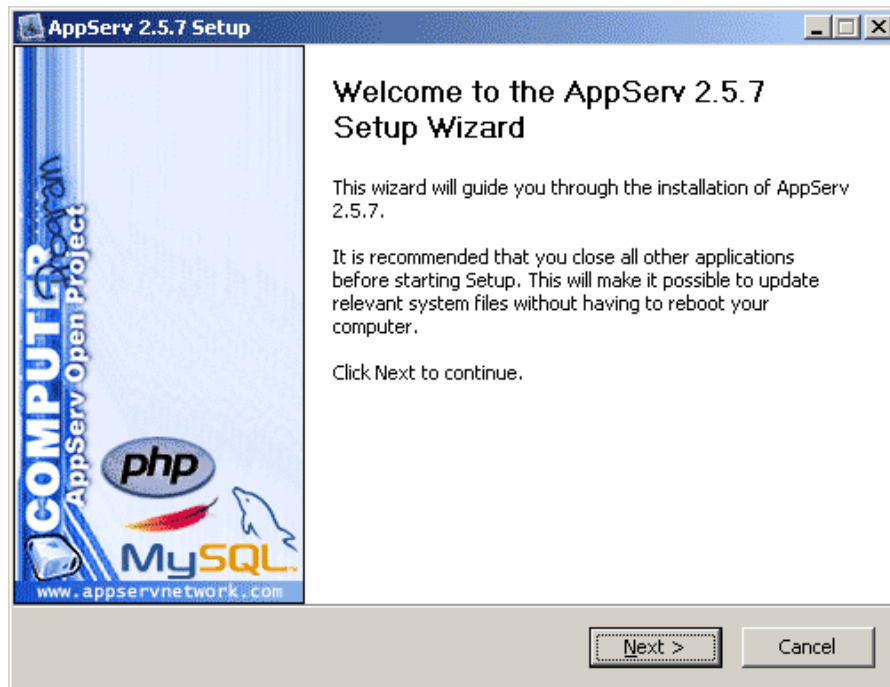 AppServ 2.5.7 Setup
Welcome to the AppServ 2.5.7
Setup Wizard
This wizard will guide you through the installation of AppServ
2.5.7.
It is recommended that you close all other applications
before starting Setup. This will make it possible to update
relevant system files without having to reboot your
computer.
Click Next to continue.
COMPUTER
Program
AppServ Open Project
php
MySQL
www.appservnetwork.com
Next >
Cancel